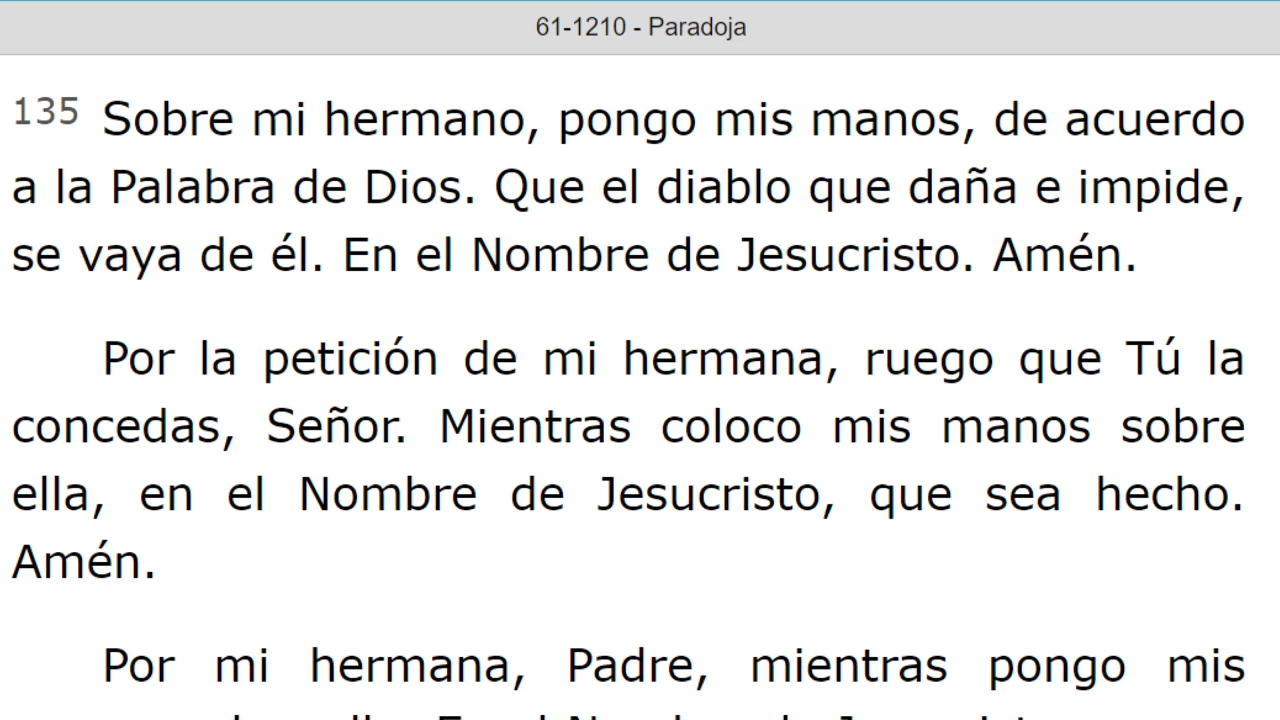 61-1210 - Paradoja
135 Sobre mi hermano, pongo mis manos, de acuerdo
a la Palabra de Dios. Que el diablo que daña e impide,
se vaya de él. En el Nombre de Jesucristo. Amén.
Por la petición de mi hermana, ruego que Tú la
concedas, Señor. Mientras coloco mis manos sobre
ella, en el Nombre de Jesucristo, que sea hecho.
Amén.
Por mi hermana, Padre, mientras pongo mis